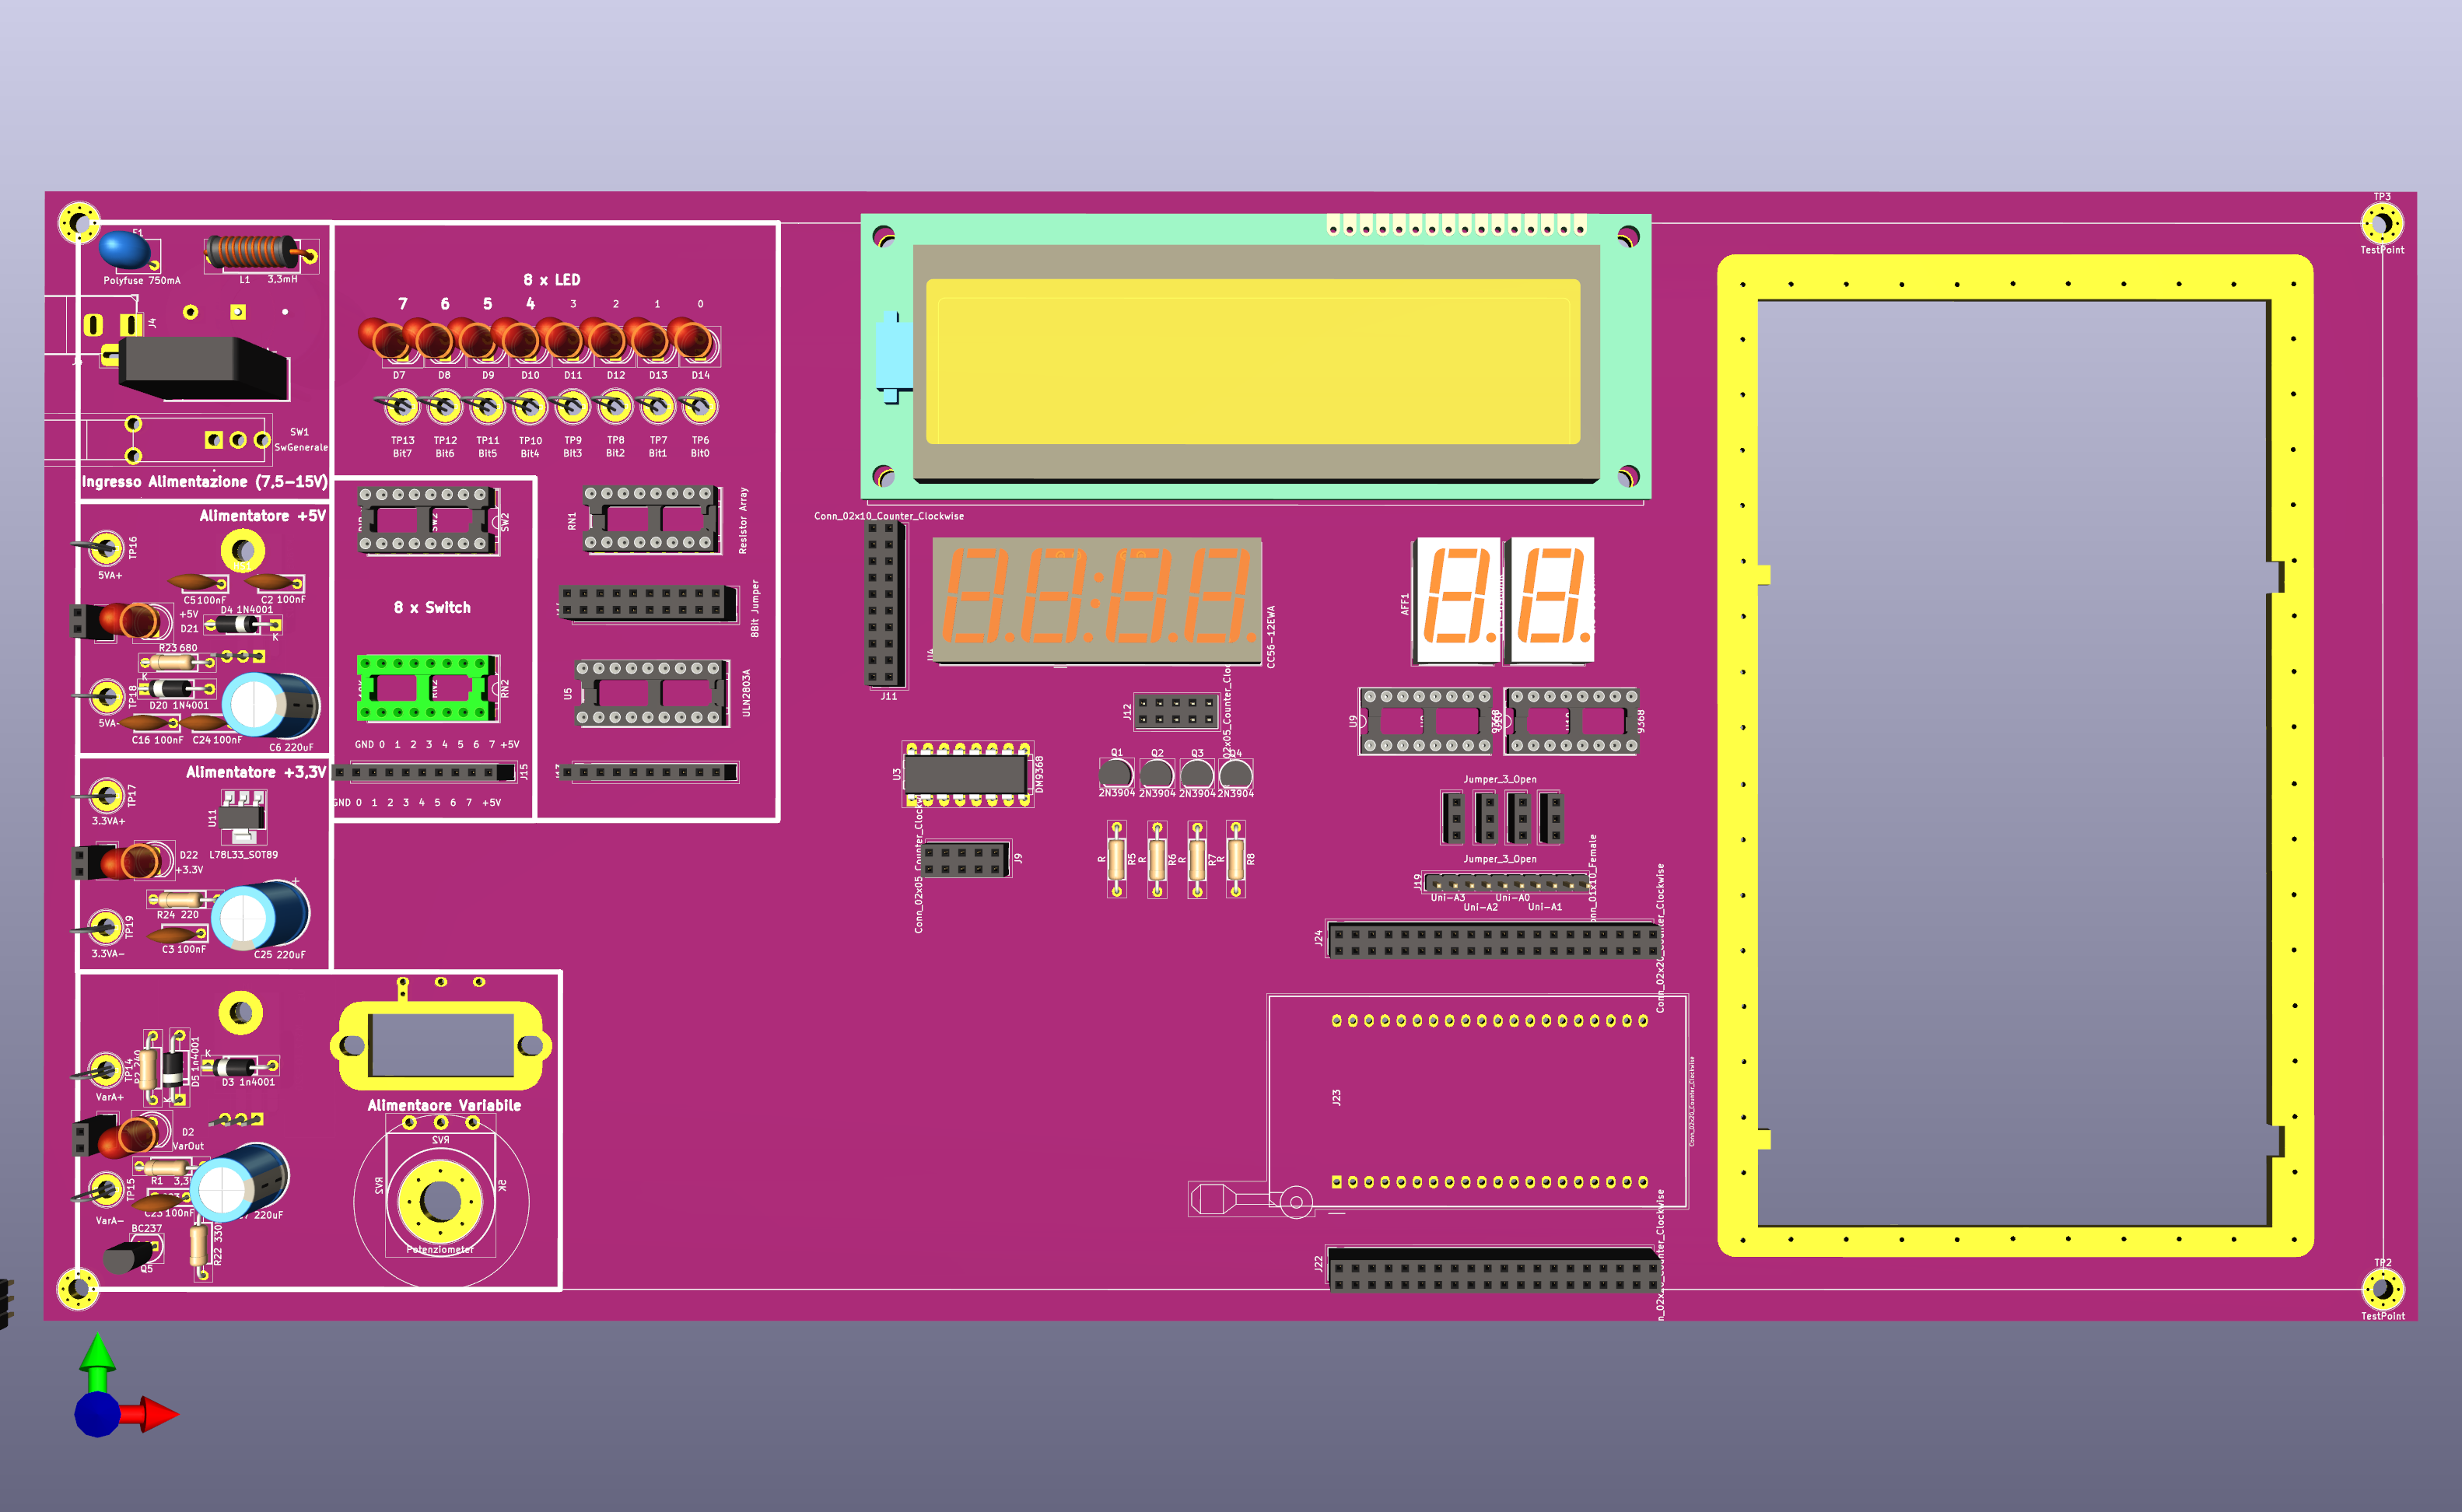 TP3
TestPoint
F1
Polyfuse 750mA
L1 3,3mH
J4
8 x LED
7 6 5 4 3 2 1 0
D7 D8 D9 D10 D11 D12 D13 D14
TP13 TP12 TP11 TP10 TP9 TP8 TP7 TP6
Bit7 Bit6 Bit5 Bit4 Bit3 Bit2 Bit1 Bit0
SW1
SwGenerale
Ingresso Alimentazione (7,5-15V)
Alimentatore +5V
TP16
5VA+
C5 100nF
C2 100nF
D4 1N4001
+5V
D21
K
R23 680
K
D20 1N4001
TP18
5VA-
C16 100nF
C24 100nF
C6 220uF
SW2
SW2
RN1
Resistor Array
8 x Switch
8Bit Jumper
RN2
RN2
U5
ULN2803A
GND 0 1 2 3 4 5 6 7 +5V
J15
GND 0 1 2 3 4 5 6 7 +5V
Alimentatore +3,3V
TP17
3.3VA+
U11
L78L33_SOT89
D22
+3.3V
R24 220
TP19
3.3VA-
C3 100nF
C25 220uF
Conn_02x10_Counter_Clockwise
J11
U4
CC56-12EWA
AFF1
J12
U9
9368
9368
U3
DM9368
Q1 Q2 Q3 Q4
2N3904 2N3904 2N3904 2N3904
Jumper_3_Open
Jumper_3_Open
J9
R R5
R R6
R R7
R R8
J19
Uni-A3 Uni-A0
Uni-A2 Uni-A1
J24
J23
Conn_02x20_Counter_Clockwise
J22
TP14
VarA+
D5 1n4001
K
D3 1n4001
Alimentaore Variabile
D2
VarOut
RV2
RV2
5K
Potenziometer
R1
TP15
VarA-
C23 100nF
220uF
BC237
Q5
R22 330
TP2
TestPoint